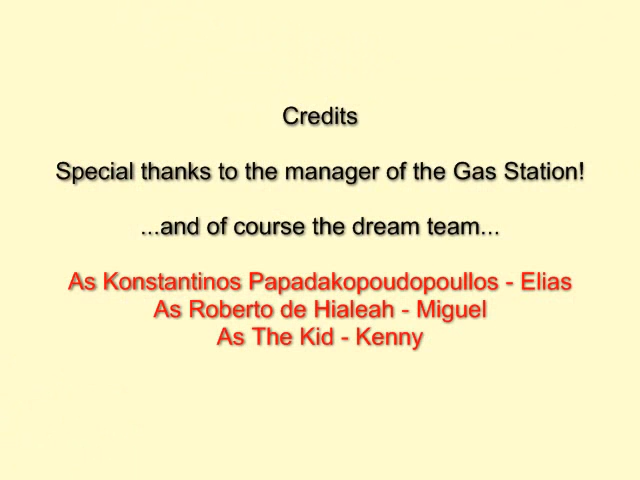 Credits
Special thanks to the manager of the Gas Station!
...and of course the dream team...
As Konstantinos Papadakopoudopoullos - Elias
As Roberto de Hialeah - Miguel
As The Kid - Kenny